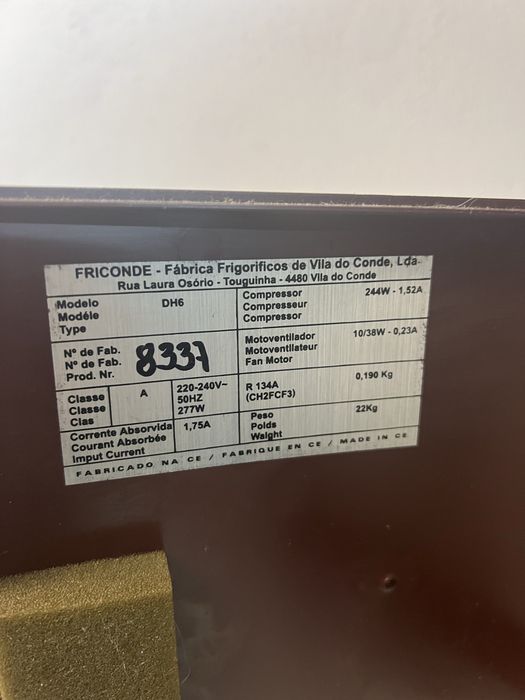 FRICONDE - Fábrica Frigorificos de Vila do Conde, Lda.
Rua Laura Osório - Touguinha - 4480 Vila do Conde
Modelo
Modéle
Type
DH6
Compressor
Compresseur
Compressor
244W - 1,52A
Nº de Fab.
Nº de Fab.
Prod. Nr.
8337
Motoventilador
Motoventilateur
Fan Motor
10/38W - 0,23A
Classe
Classe
Clas
A
220-240V~
50HZ
277W
R 134A
(CH2FCF3)
0,190 Kg
Corrente Absorvida
Courant Absorbée
Imput Current
1,75A
Peso
Polds
Walght
22Kg
FABRICADO NA CE / FABRIQUE EN CE / MADE IN CE